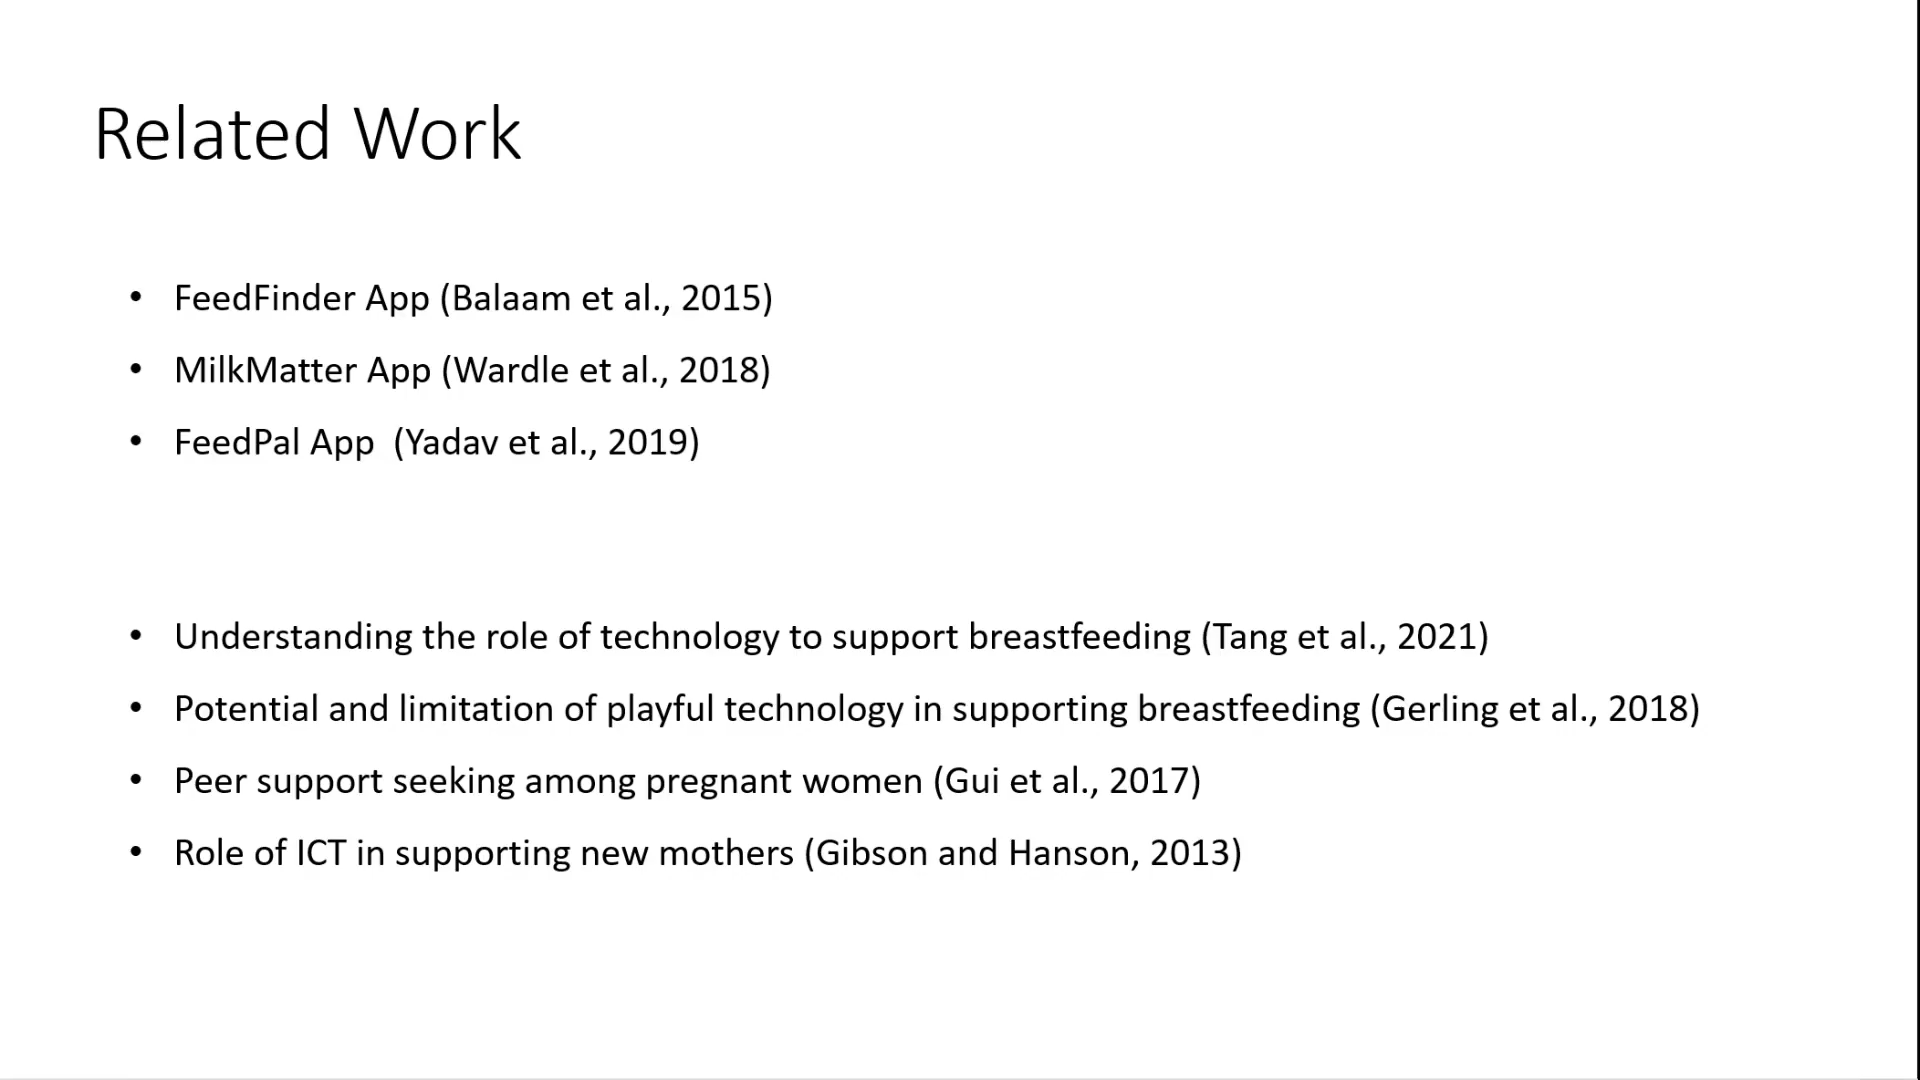 Related Work
• FeedFinder App (Balaam et al., 2015)
• MilkMatter App (Wardle et al., 2018)
• FeedPal App  (Yadav et al., 2019)
• Understanding the role of technology to support breastfeeding (Tang et al., 2021)
• Potential and limitation of playful technology in supporting breastfeeding (Gerling et al., 2018)
• Peer support seeking among pregnant women (Gui et al., 2017)
• Role of ICT in supporting new mothers (Gibson and Hanson, 2013)